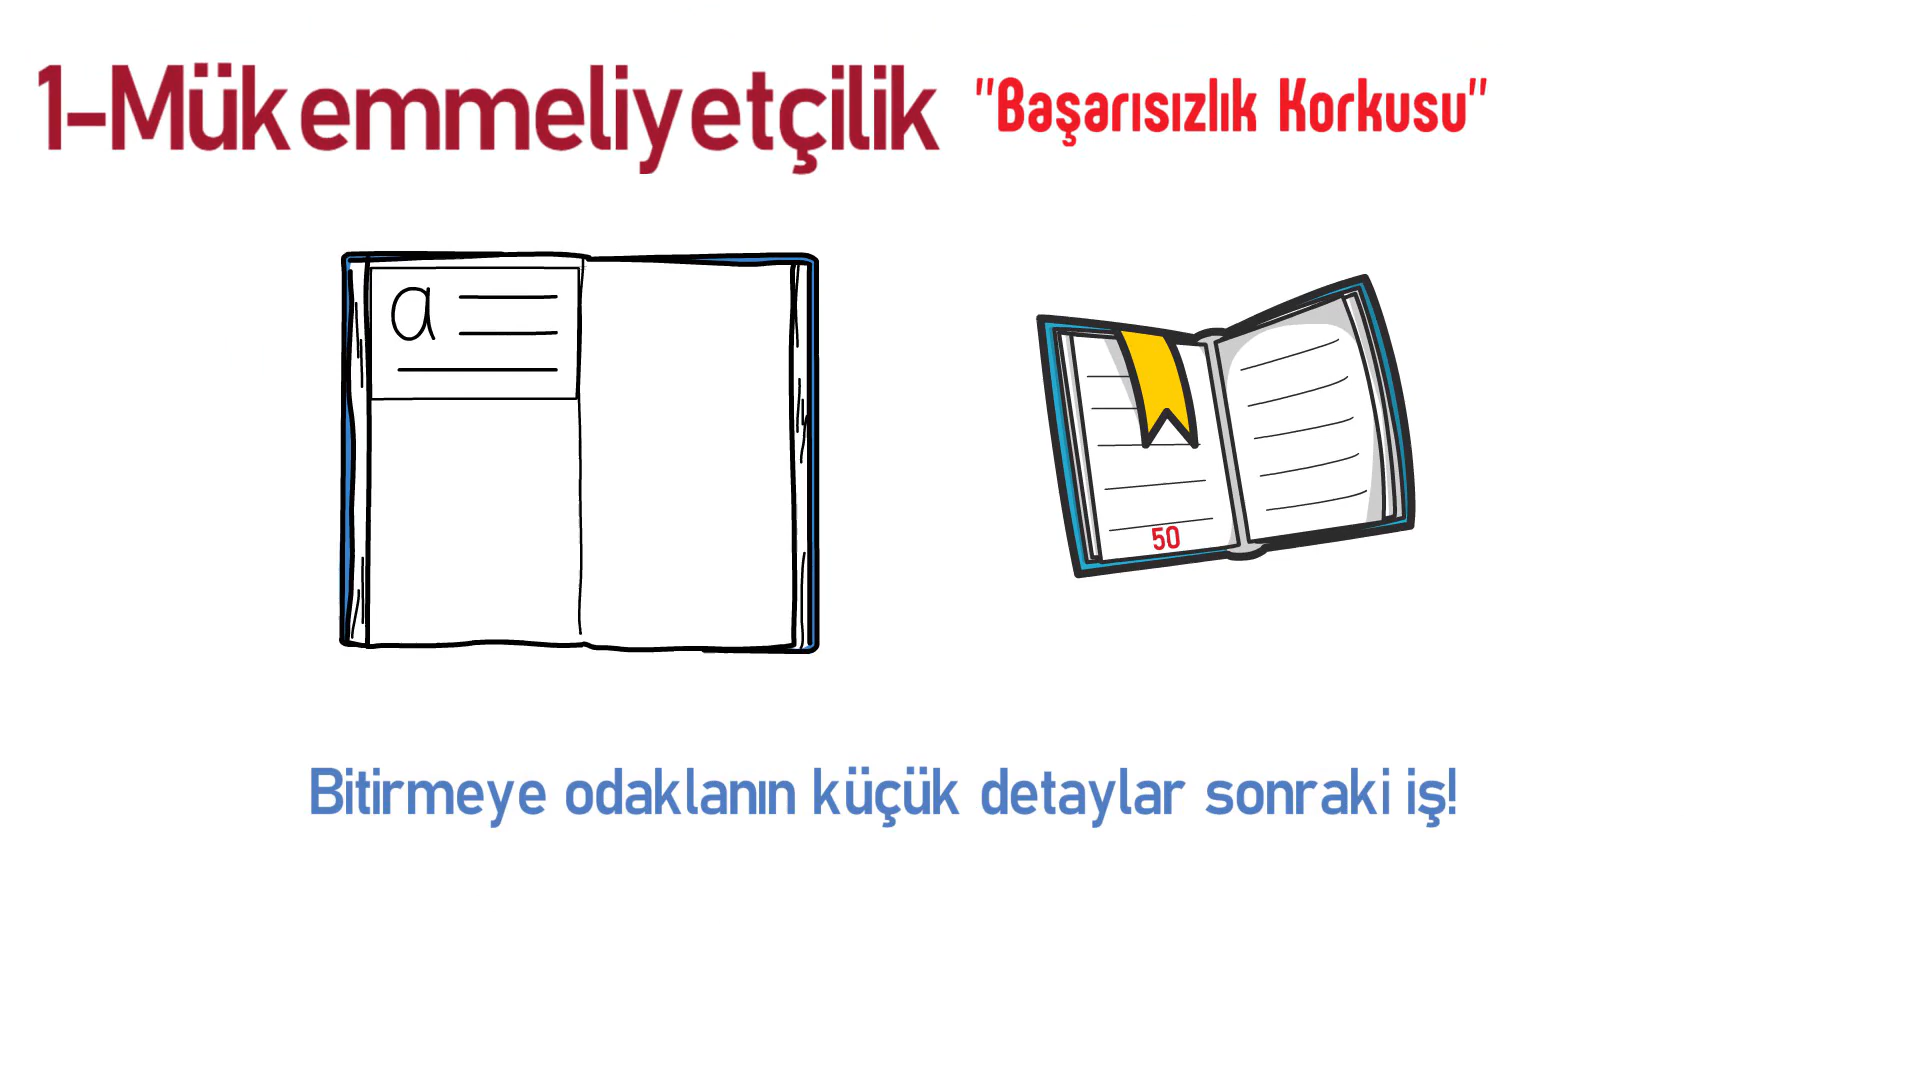 1-Mükemmeliyetçilik "Başarısızlık Korkusu"
a
50
Bitirmeye odaklanın küçük detaylar sonraki iş!